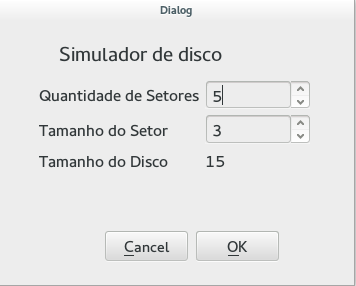 Dialog
Simulador de disco
Quantidade de Setores 5
Tamanho do Setor 3
Tamanho do Disco 15
Cancel OK